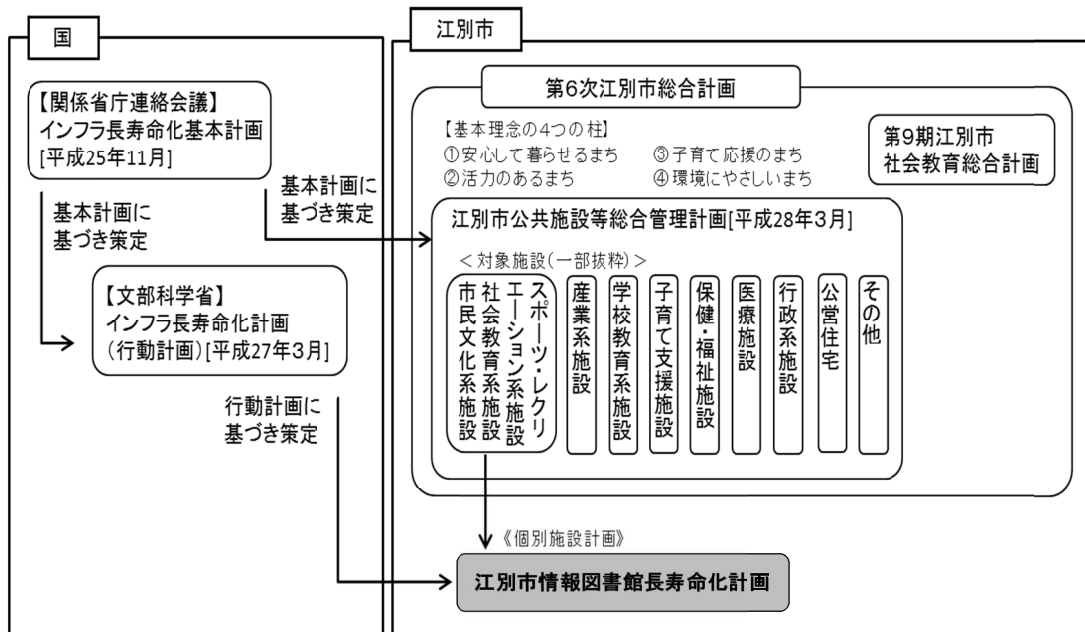 国
【関係省庁連絡会議】
インフラ長寿命化基本計画
[平成25年11月]
基本計画に
基づき策定
基本計画に
基づき策定
【文部科学省】
インフラ長寿命化計画
(行動計画)[平成27年3月]
行動計画に
基づき策定
江別市
第6次江別市総合計画
【基本理念の4つの柱】
①安心して暮らせるまち
③子育て応援のまち
②活力のあるまち
④環境にやさしいまち
第9期江別市
社会教育総合計画
江別市公共施設等総合管理計画[平成28年3月]
<対象施設(一部抜粋)>
スポーツ・レクリ
エーション系施設
社会教育系施設
市民文化系施設
産業系施設
学校教育系施設
子育て支援施設
保健・福祉施設
医療施設
行政系施設
公営住宅
その他
《個別施設計画》
江別市情報図書館長寿命化計画